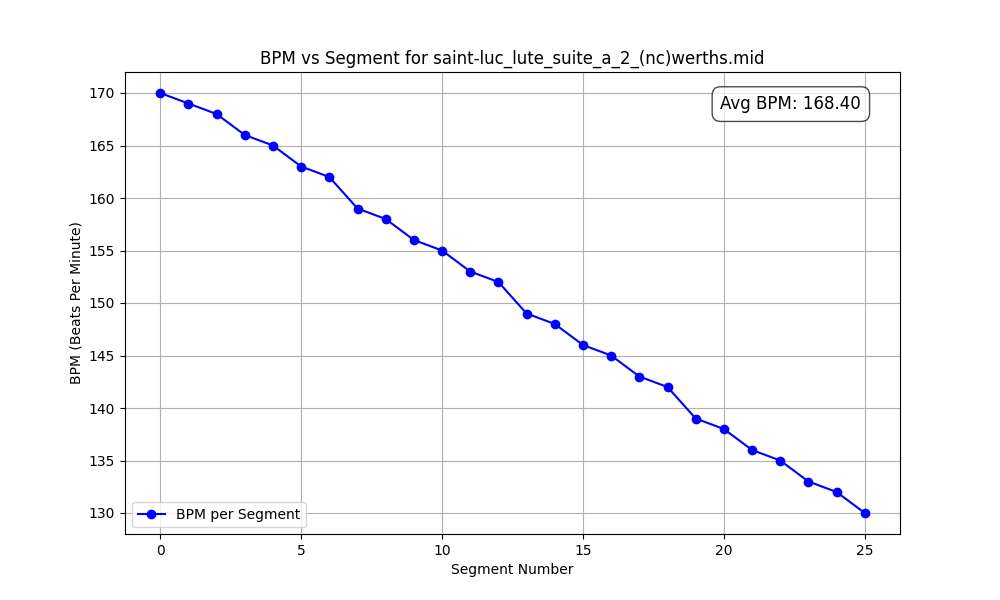 BPM vs Segment for saint-luc_lute_suite_a_2_(nc)werths.mid
Avg BPM: 168.40
BPM (Beats Per Minute)
170
165
160
155
150
145
140
135
130
BPM per Segment
0 5 10 15 20 25
Segment Number